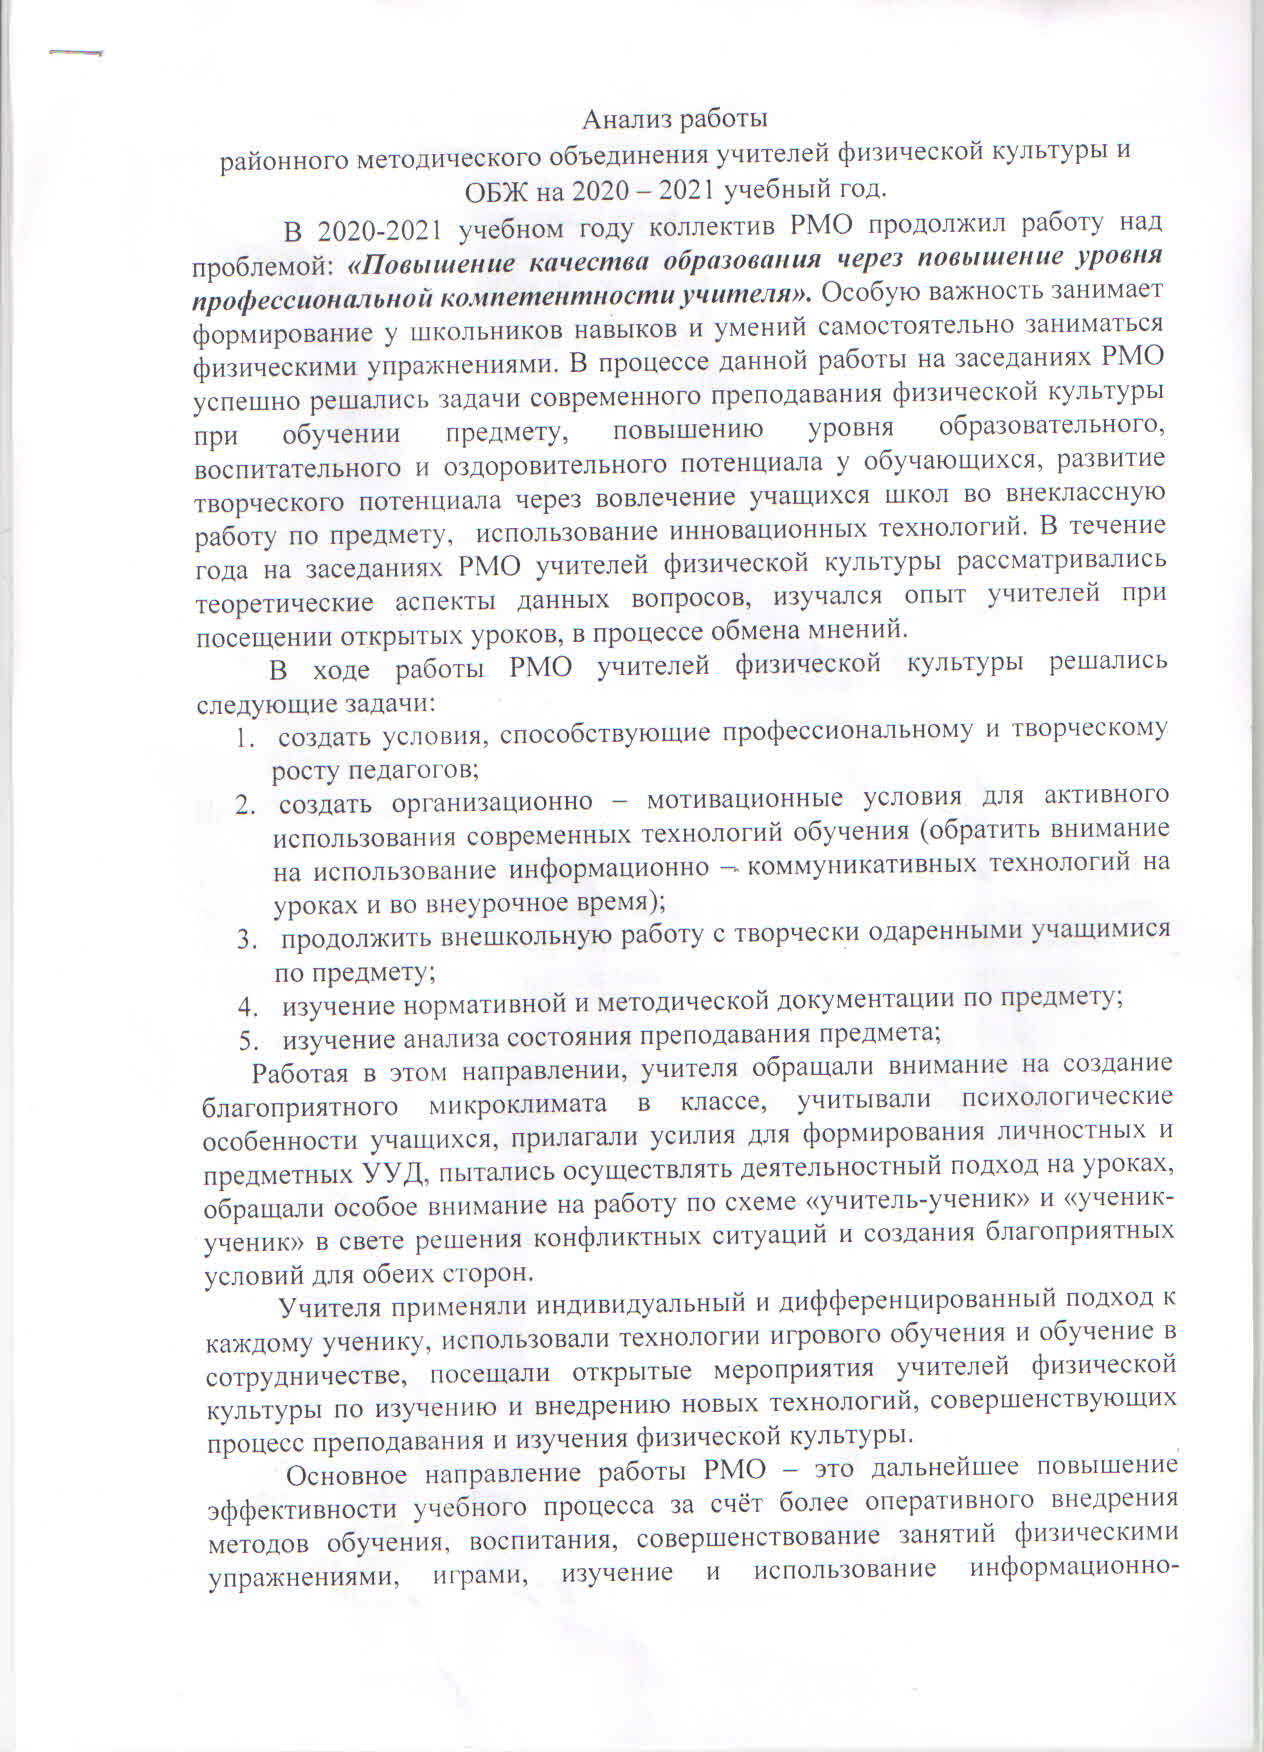 Анализ работы
районного методического объединения учителей физической культуры и
ОБЖ на 2020 – 2021 учебный год.
В 2020-2021 учебном году коллектив РМО продолжил работу над
проблемой: «Повышение качества образования через повышение уровня
профессиональной компетентности учителя». Особую важность занимает
формирование у школьников навыков и умений самостоятельно заниматься
физическими упражнениями. В процессе данной работы на заседаниях РМО
успешно решались задачи современного преподавания физической культуры
при обучении предмету, повышению уровня образовательного,
воспитательного и оздоровительного потенциала у обучающихся, развитие
творческого потенциала через вовлечение учащихся школ во внеклассную
работу по предмету, использование инновационных технологий. В течение
года на заседаниях РМО учителей физической культуры рассматривались
теоретические аспекты данных вопросов, изучался опыт учителей при
посещении открытых уроков, в процессе обмена мнений.
В ходе работы РМО учителей физической культуры решались
следующие задачи:
1. создать условия, способствующие профессиональному и творческому
росту педагогов;
2. создать организационно – мотивационные условия для активного
использования современных технологий обучения (обратить внимание
на использование информационно – коммуникативных технологий на
уроках и во внеурочное время);
3. продолжить внешкольную работу с творчески одаренными учащимися
по предмету;
4. изучение нормативной и методической документации по предмету;
5. изучение анализа состояния преподавания предмета;
Работая в этом направлении, учителя обращали внимание на создание
благоприятного микроклимата в классе, учитывали психологические
особенности учащихся, прилагали усилия для формирования личностных и
предметных УУД, пытались осуществлять деятельностный подход на уроках,
обращали особое внимание на работу по схеме «учитель-ученик» и «ученик-
ученик» в свете решения конфликтных ситуаций и создания благоприятных
условий для обеих сторон.
Учителя применяли индивидуальный и дифференцированный подход к
каждому ученику, использовали технологии игрового обучения и обучение в
сотрудничестве, посещали открытые мероприятия учителей физической
культуры по изучению и внедрению новых технологий, совершенствующих
процесс преподавания и изучения физической культуры.
Основное направление работы РМО – это дальнейшее повышение
эффективности учебного процесса за счёт более оперативного внедрения
методов обучения, воспитания, совершенствование занятий физическими
упражнениями, играми, изучение и использование информационно-